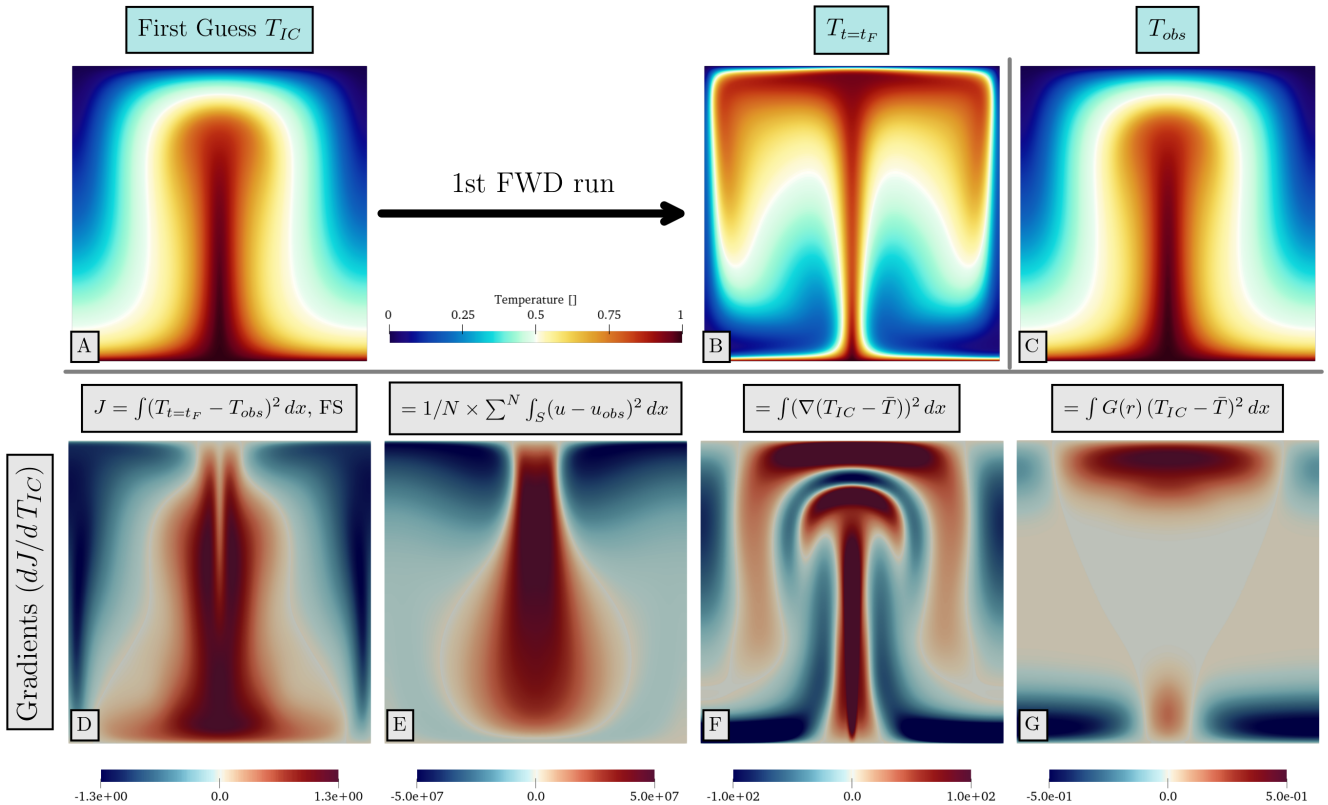 First Guess $T_{IC}$
$T_{t=t_F}$
$T_{obs}$
1st FWD run
Temperature []
0 0.25 0.5 0.75 1
A
B
C
$J = \int (T_{t=t_F} - T_{obs})^2\, dx$, FS
$= 1/N \times \sum^N \int_S (u - u_{obs})^2\, dx$
$= \int (\nabla (T_{IC} - \bar{T}))^2\, dx$
$= \int G(r)\, (T_{IC} - \bar{T})^2\, dx$
Gradients $(dJ/dT_{IC})$
D
E
F
G
-1.3e+00 0.0 1.3e+00
-5.0e+07 0.0 5.0e+07
-1.0e+02 0.0 1.0e+02
-5.0e-01 0.0 5.0e-01